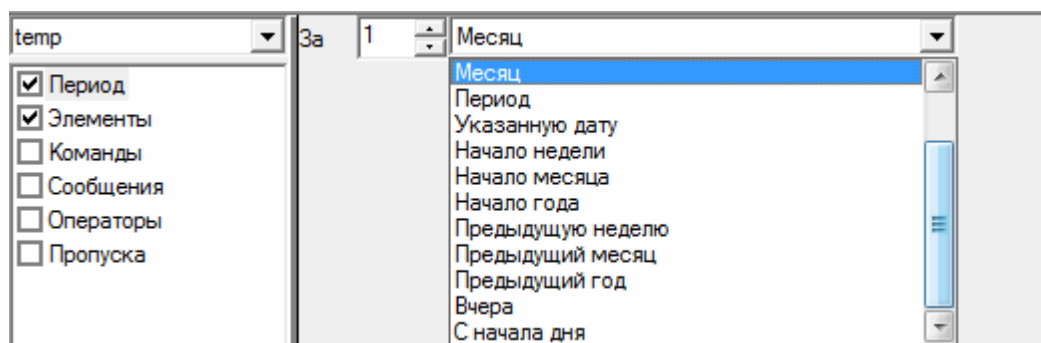 temp
За 1 Месяц
Период
Элементы
Команды
Сообщения
Операторы
Пропуска
Месяц
Период
Указанную дату
Начало недели
Начало месяца
Начало года
Предыдущую неделю
Предыдущий месяц
Предыдущий год
Вчера
С начала дня